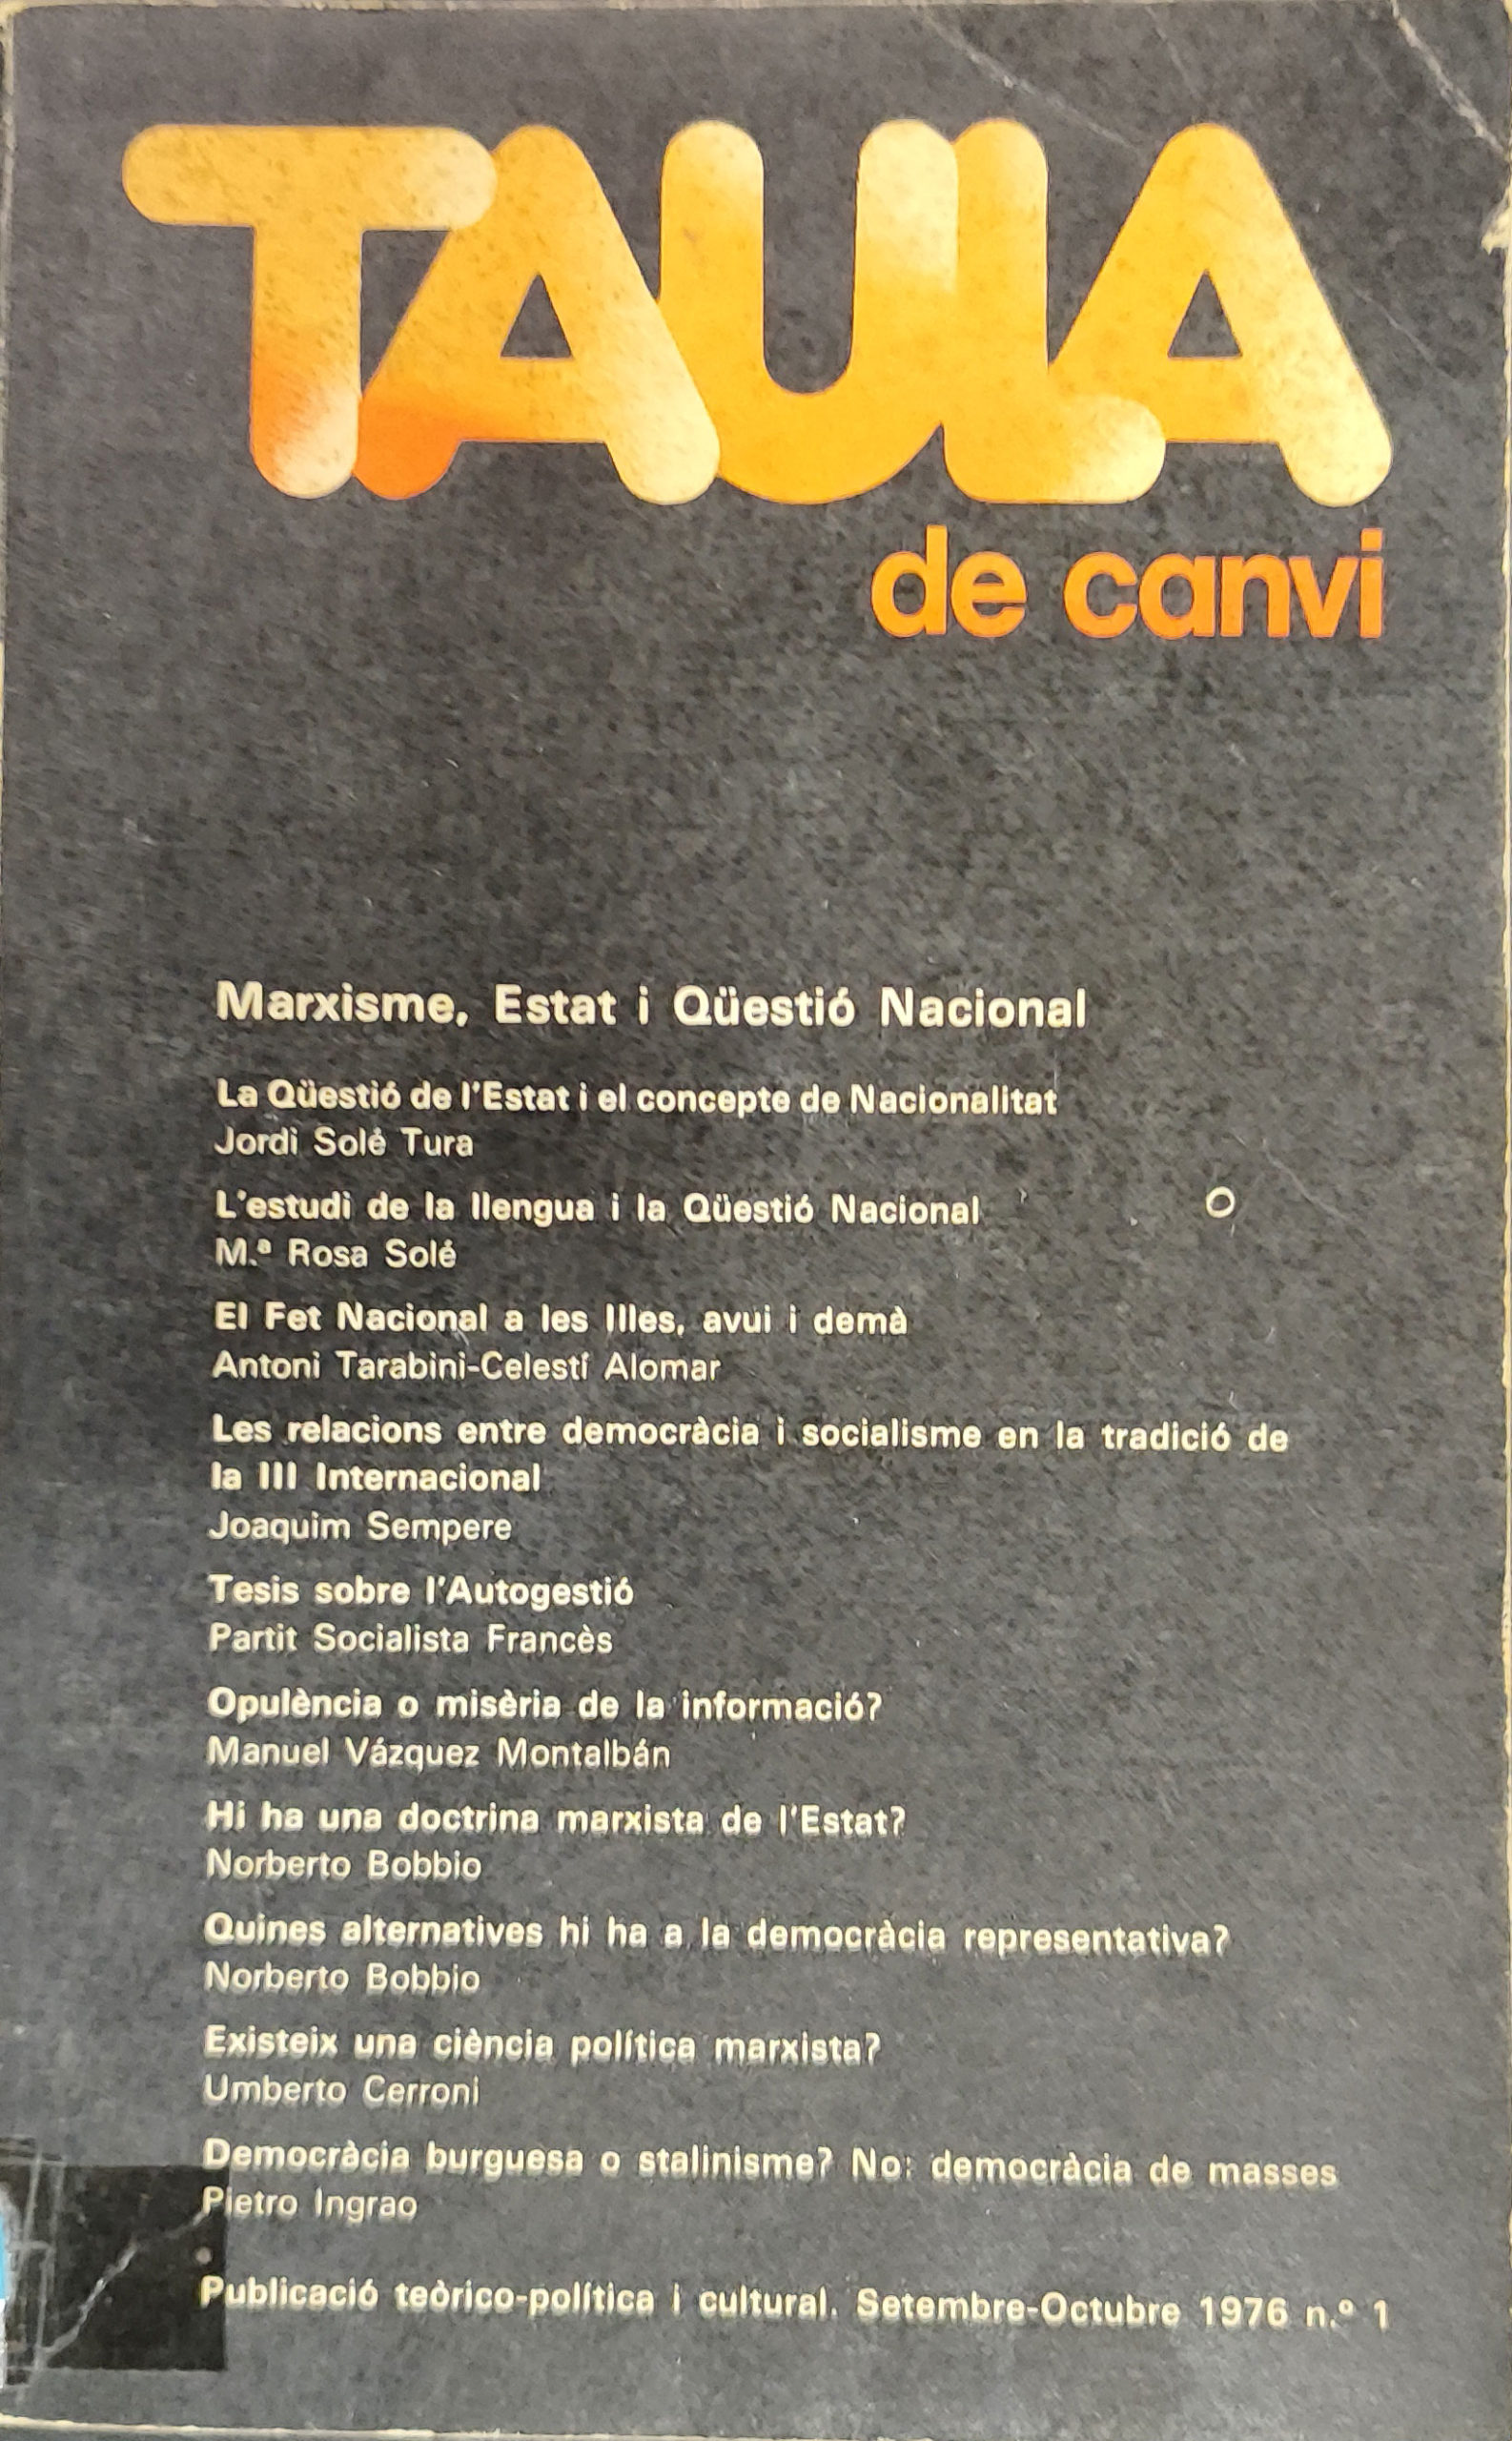 TAULA
de canvi
Marxisme, Estat i Qüestió Nacional
La Qüestió de l'Estat i el concepte de Nacionalitat
Jordi Solé Tura
L'estudi de la llengua i la Qüestió Nacional
M.ª Rosa Solé
El Fet Nacional a les Illes, avui i demà
Antoni Tarabini-Celestí Alomar
Les relacions entre democràcia i socialisme en la tradició de
la III Internacional
Joaquim Sempere
Tesis sobre l'Autogestió
Partit Socialista Francès
Opulència o misèria de la informació?
Manuel Vázquez Montalbán
Hi ha una doctrina marxista de l'Estat?
Norberto Bobbio
Quines alternatives hi ha a la democràcia representativa?
Norberto Bobbio
Existeix una ciència política marxista?
Umberto Cerroni
Democràcia burguesa o stalinisme? No: democràcia de masses
Pietro Ingrao
Publicació teòrico-política i cultural. Setembre-Octubre 1976 n.º 1